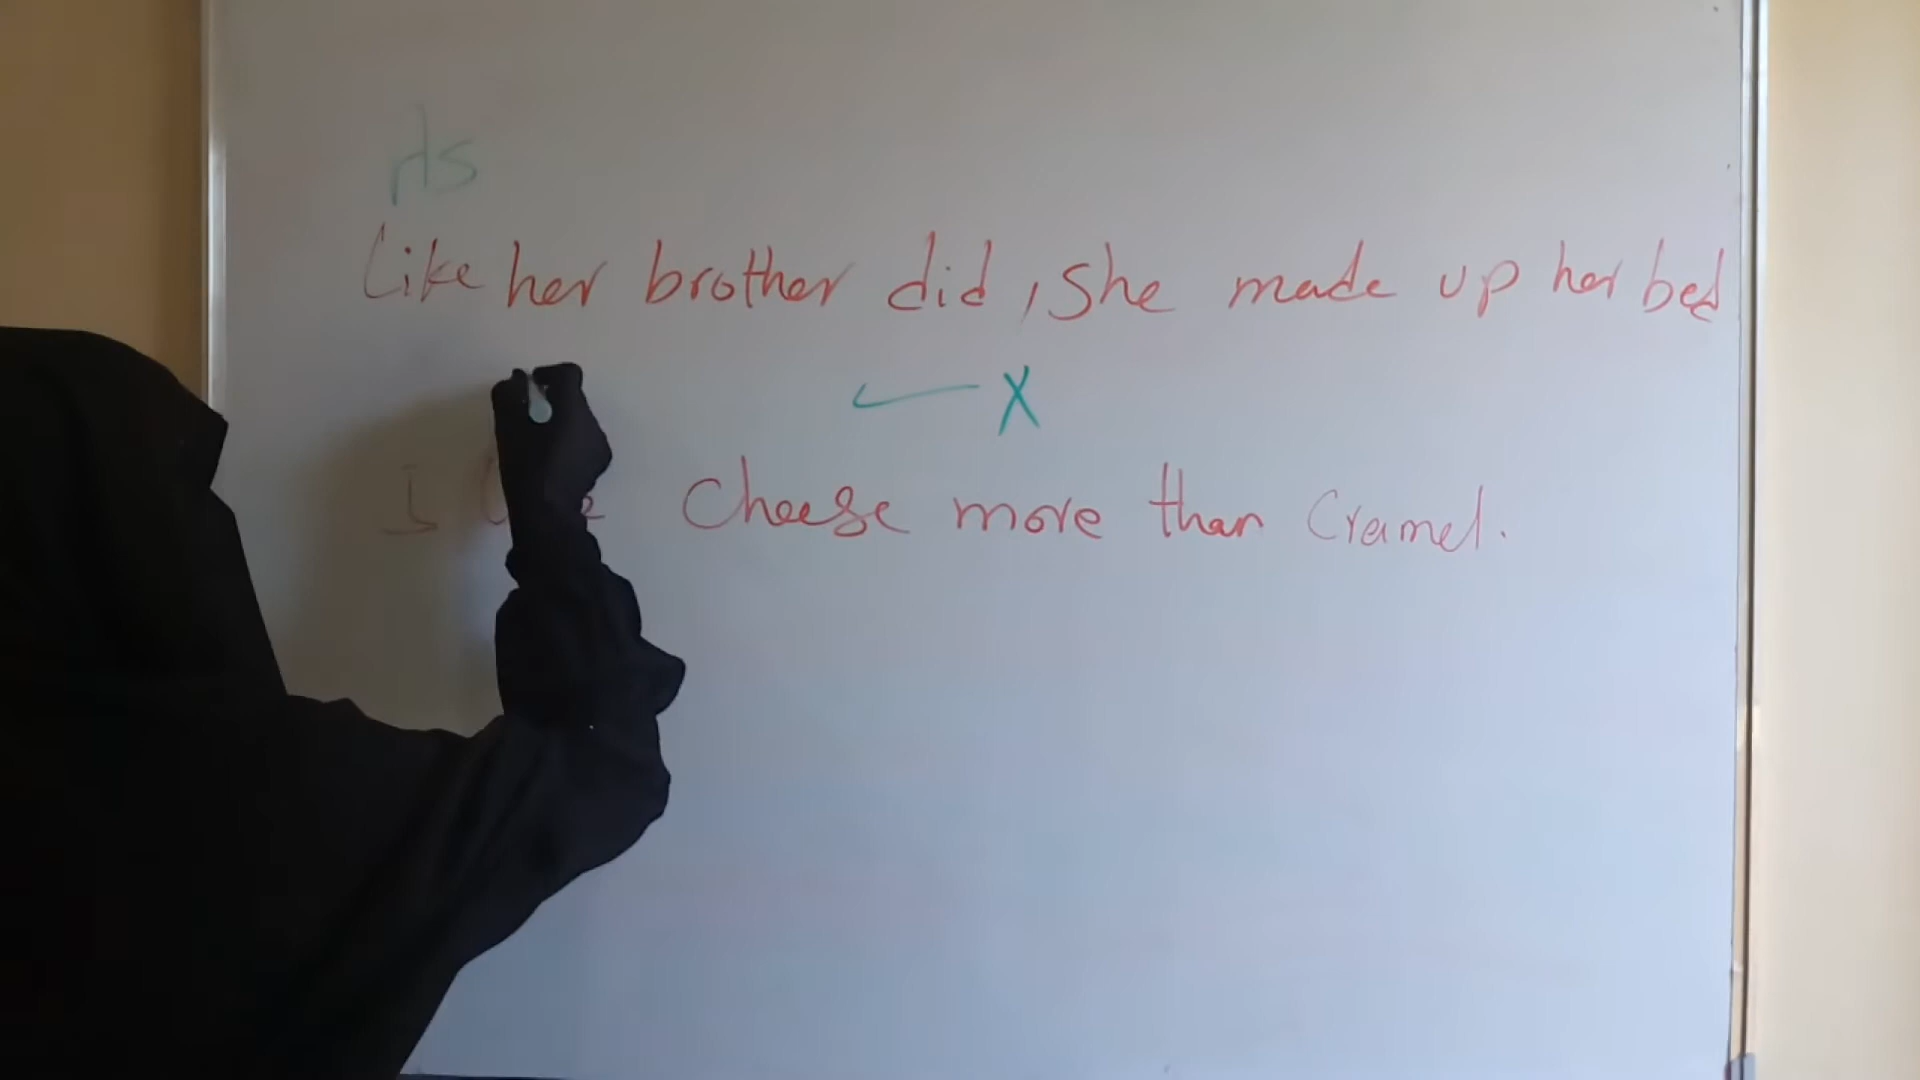 As
Like her brother did, she made up her bed
X
I cheese more than Cramel.